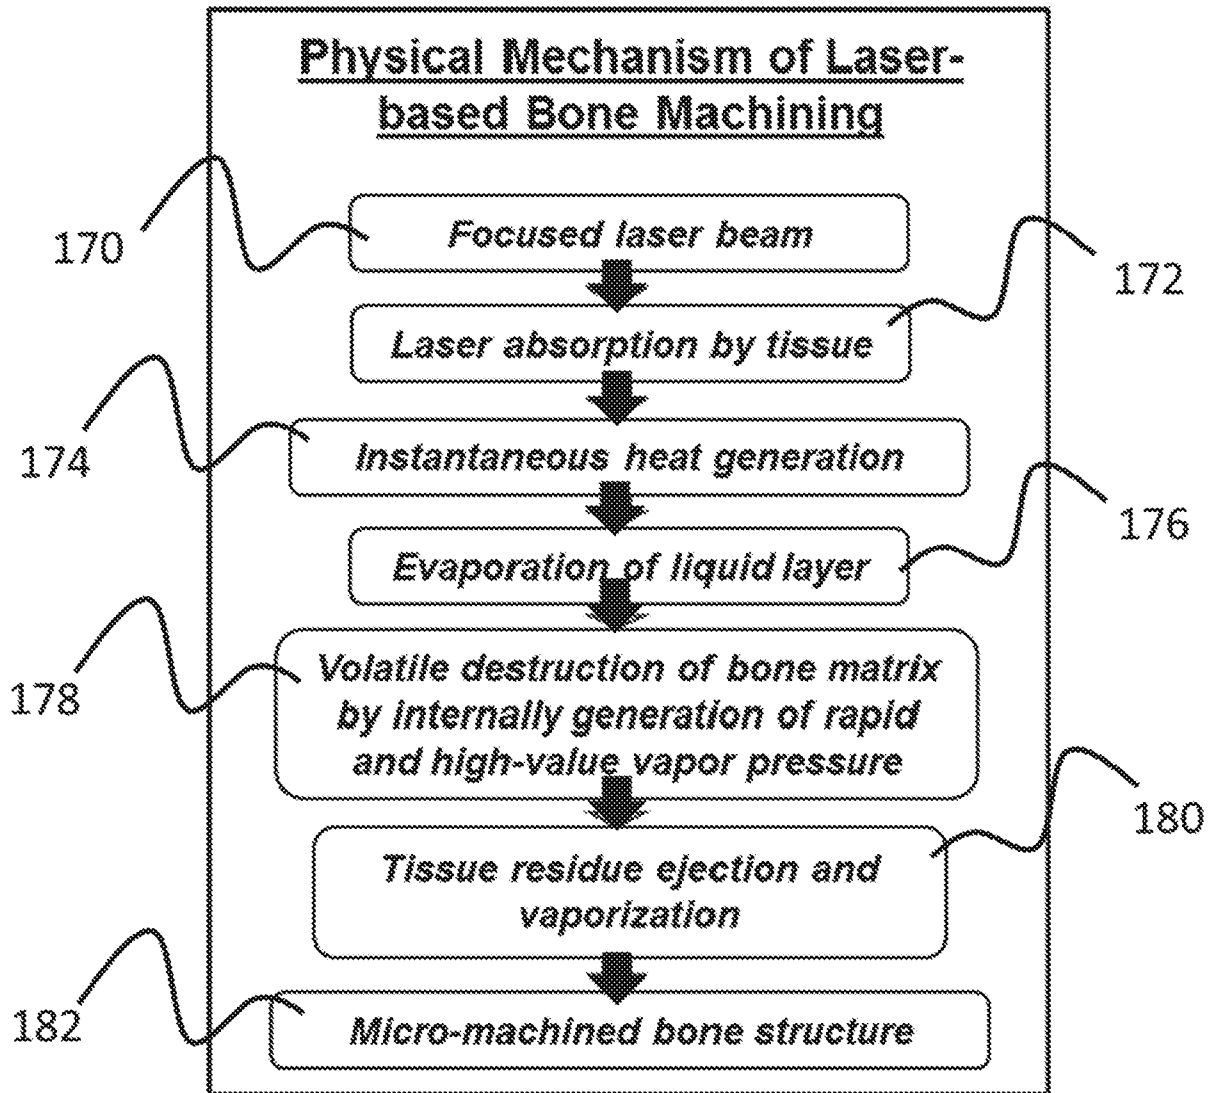 Physical Mechanism of Laser-
based Bone Machining
170
Focused laser beam
172
Laser absorption by tissue
174
Instantaneous heat generation
176
Evaporation of liquid layer
178
Volatile destruction of bone matrix
by internally generation of rapid
and high-value vapor pressure
180
Tissue residue ejection and
vaporization
182
Micro-machined bone structure